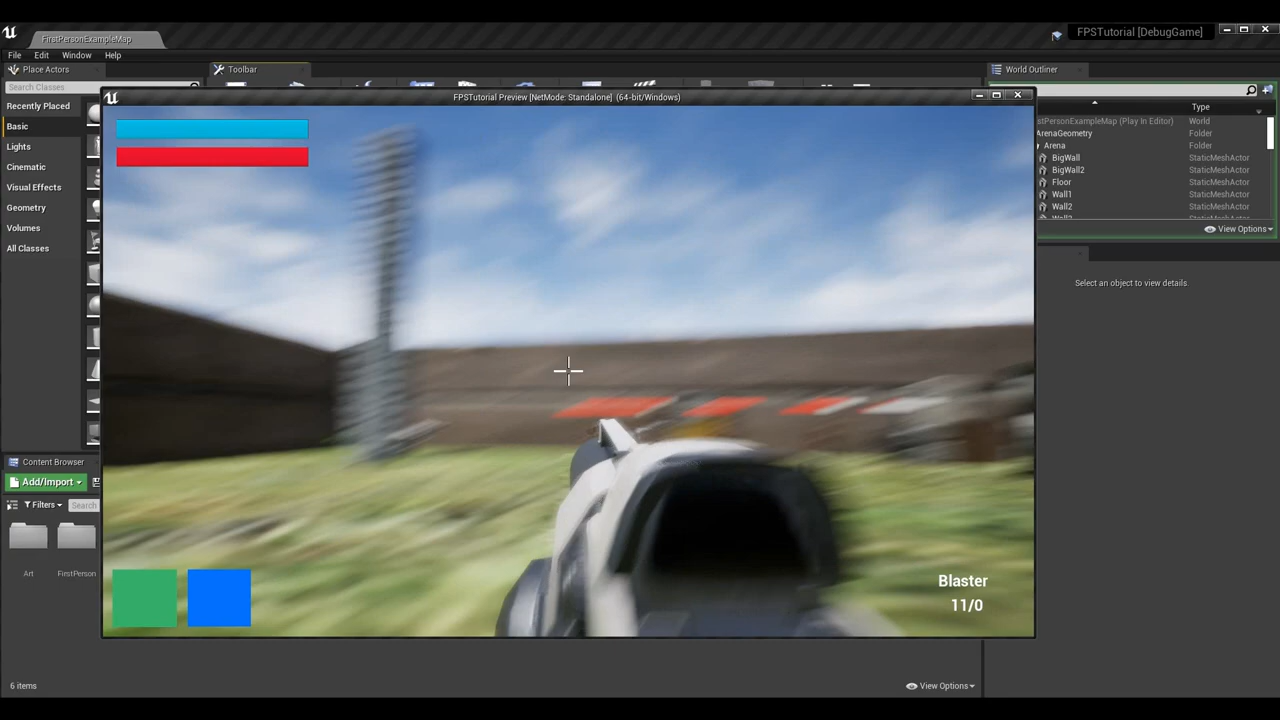 FirstPersonExampleMap
FPSTutorial [DebugGame]
File Edit Window Help
Place Actors
Toolbar
World Outliner
Search Classes
FPSTutorial Preview [NetMode: Standalone] (64-bit/Windows)
Recently Placed
Basic
Lights
Cinematic
Visual Effects
Geometry
Volumes
All Classes
Type
stPersonExampleMap (Play In Editor) World
ArenaGeometry Folder
Arena Folder
BigWall StaticMeshActor
BigWall2 StaticMeshActor
Floor StaticMeshActor
Wall1 StaticMeshActor
Wall2 StaticMeshActor
View Options
Select an object to view details.
Content Browser
Add/Import
Filters
Search
Art
FirstPerson
Blaster
11/0
6 items
View Options